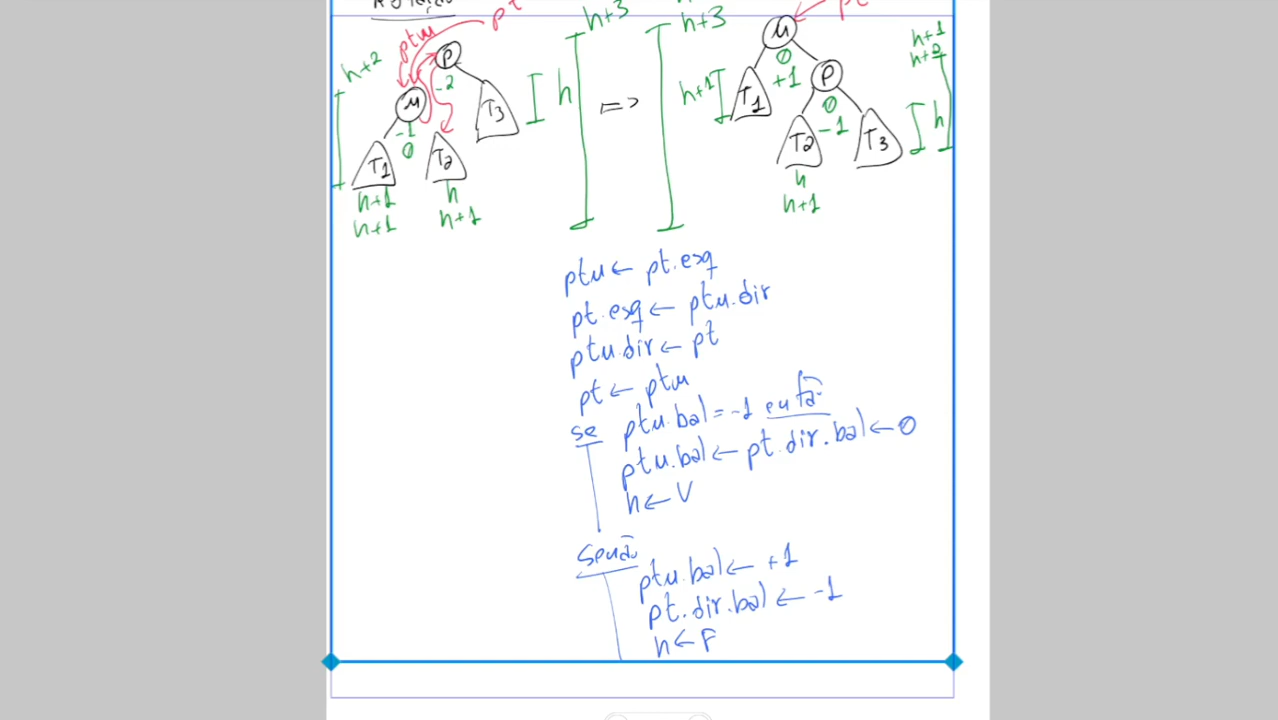 pt
h+3
h+3
pt
ptu
p
u
h+1
h+2
h+2
-2
0
+1
p
u
T3
h
=>
h+1
T1
0
h
-1
0
T1
T2
T2
-1
T3
h+1
h+1
h
h+1
h
h+1
ptu ← pt.esq
pt.esq ← ptu.dir
ptu.dir ← pt
pt ← ptu
se ptu.bal = -1 então
ptu.bal ← pt.dir.bal ← 0
h ← V
senão
ptu.bal ← +1
pt.dir.bal ← -1
h ← F